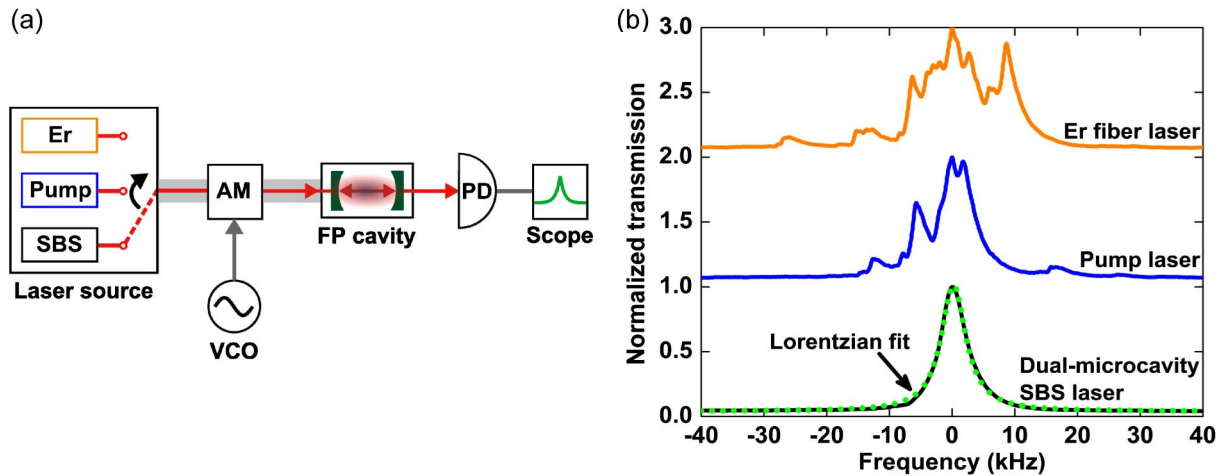 (a)
Er
Pump
SBS
Laser source
AM
VCO
FP cavity
PD
Scope
(b)
Normalized transmission
3.0
2.5
2.0
1.5
1.0
0.5
0.0
Er fiber laser
Pump laser
Lorentzian fit
Dual-microcavity
SBS laser
-40 -30 -20 -10 0 10 20 30 40
Frequency (kHz)